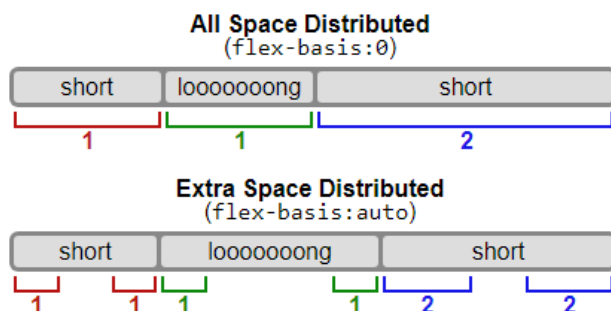 All Space Distributed
(flex-basis:0)
short looooooong short
1 1 2
Extra Space Distributed
(flex-basis:auto)
short looooooong short
1 1 1 1 2 2